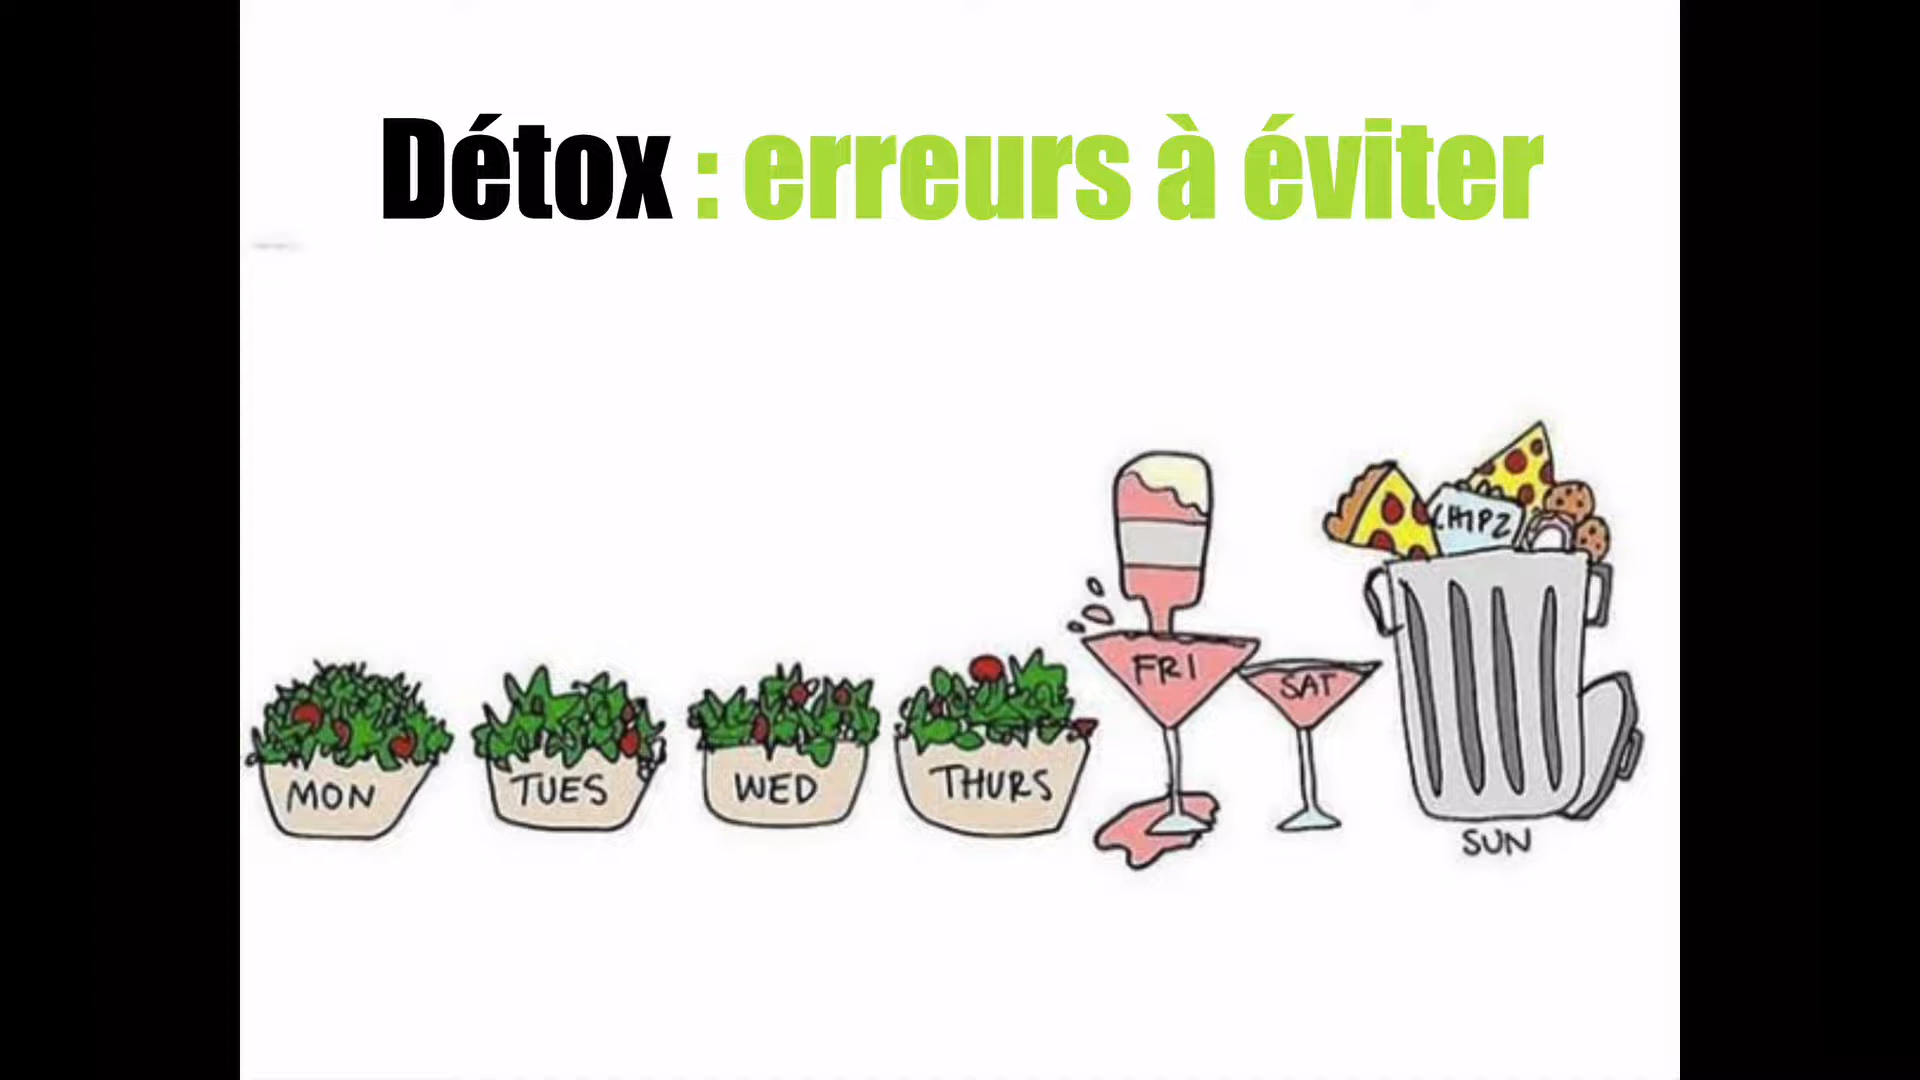 Détox : erreurs à éviter
CHIPZ
MON
TUES
WED
THURS
FRI
SAT
SUN